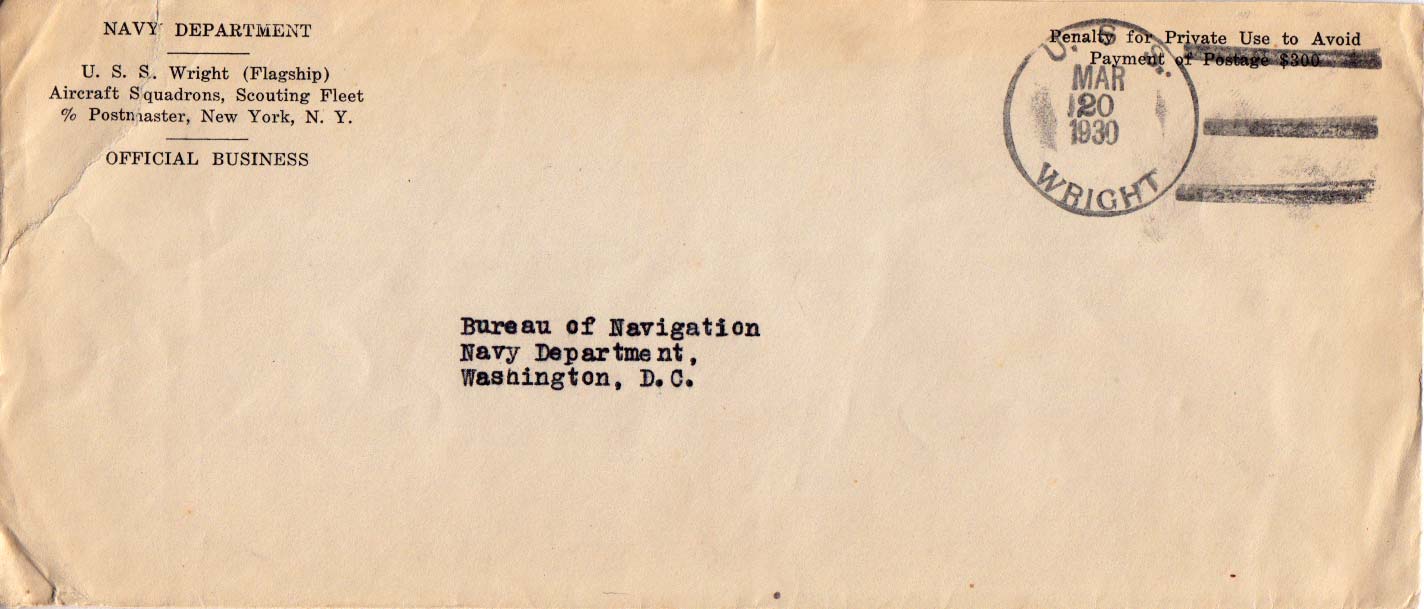 NAVY DEPARTMENT
U. S. S. Wright (Flagship)
Aircraft Squadrons, Scouting Fleet
% Postmaster, New York, N. Y.
OFFICIAL BUSINESS
Penalty for Private Use to Avoid
Payment of Postage $300
U. S. S.
MAR
20
1930
WRIGHT
Bureau of Navigation
Navy Department,
Washington, D.C.